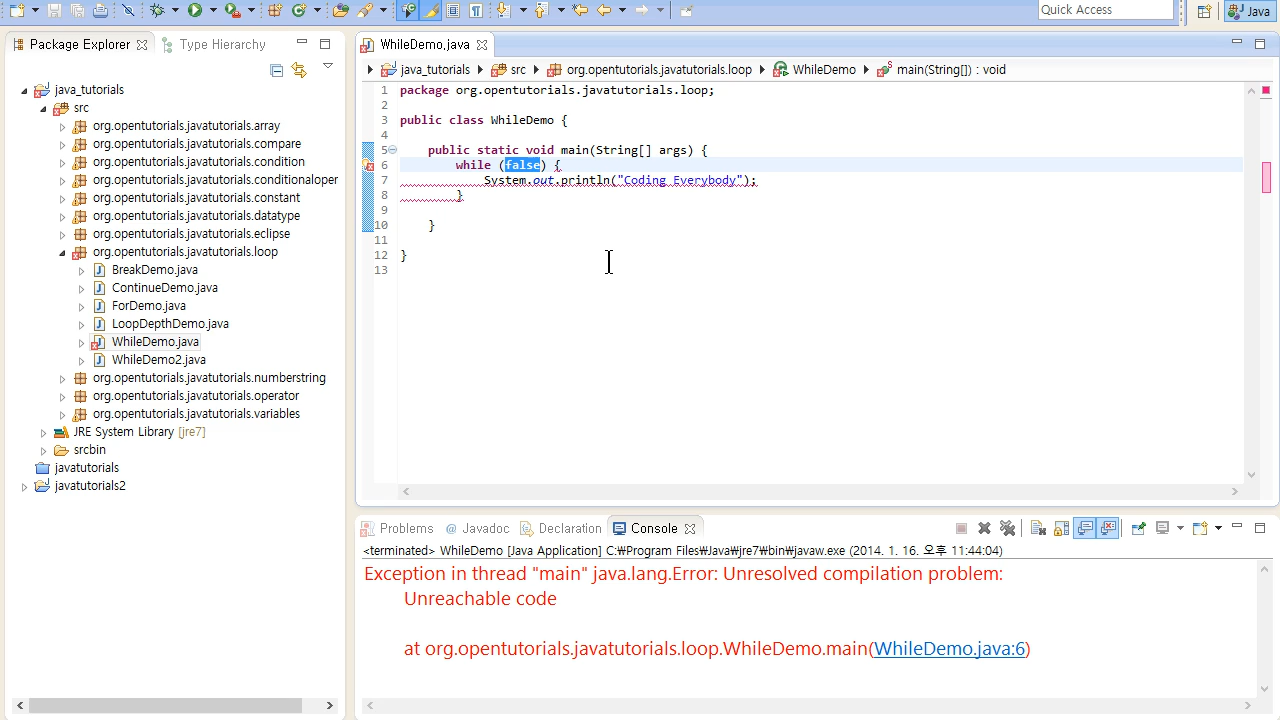 Quick Access
Java
Package Explorer
Type Hierarchy
java_tutorials
src
org.opentutorials.javatutorials.array
org.opentutorials.javatutorials.compare
org.opentutorials.javatutorials.condition
org.opentutorials.javatutorials.conditionaloper
org.opentutorials.javatutorials.constant
org.opentutorials.javatutorials.datatype
org.opentutorials.javatutorials.eclipse
org.opentutorials.javatutorials.loop
BreakDemo.java
ContinueDemo.java
ForDemo.java
LoopDepthDemo.java
WhileDemo.java
WhileDemo2.java
org.opentutorials.javatutorials.numberstring
org.opentutorials.javatutorials.operator
org.opentutorials.javatutorials.variables
JRE System Library [jre7]
srcbin
javatutorials
javatutorials2
WhileDemo.java
java_tutorials src org.opentutorials.javatutorials.loop WhileDemo main(String[]) : void
1 package org.opentutorials.javatutorials.loop;
2
3 public class WhileDemo {
4
5 public static void main(String[] args) {
6 while (false) {
7 System.out.println("Coding Everybody");
8 }
9
10 }
11
12 }
13
Problems @ Javadoc Declaration Console
<terminated> WhileDemo [Java Application] C:₩Program Files₩Java₩jre7₩bin₩javaw.exe (2014. 1. 16. 오후 11:44:04)
Exception in thread "main" java.lang.Error: Unresolved compilation problem:
Unreachable code
at org.opentutorials.javatutorials.loop.WhileDemo.main(WhileDemo.java:6)